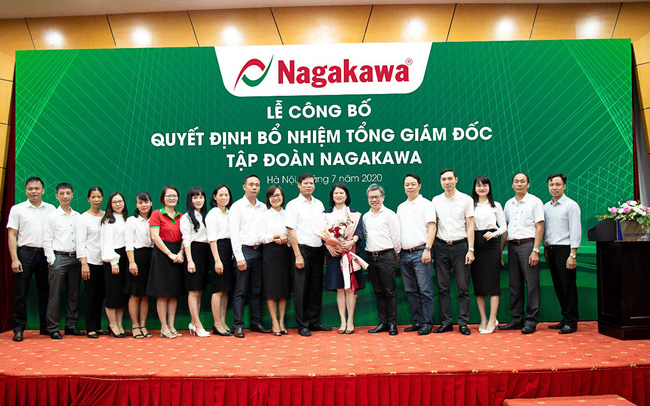 Nagakawa®
LỄ CÔNG BỐ
QUYẾT ĐỊNH BỔ NHIỆM TỔNG GIÁM ĐỐC
TẬP ĐOÀN NAGAKAWA
tháng 7 năm 2020
Hà Nội,